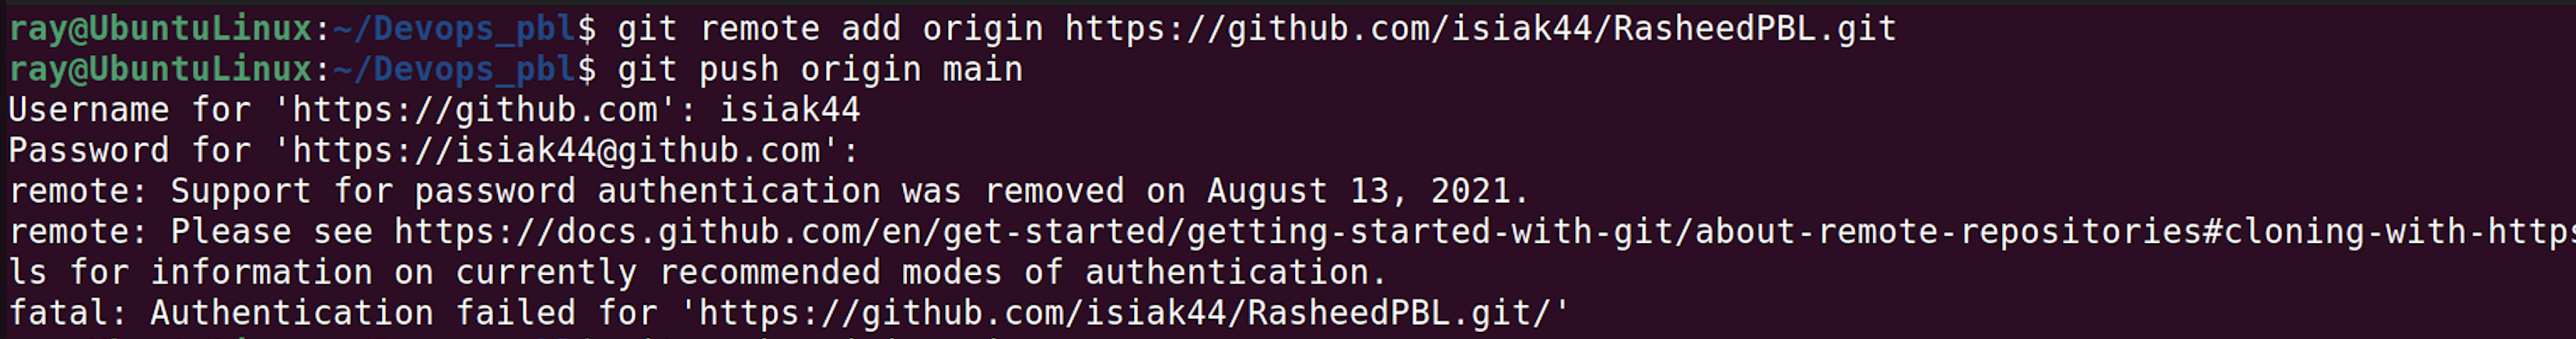 ray@UbuntuLinux:~/Devops_pbl$ git remote add origin https://github.com/isiak44/RasheedPBL.git
ray@UbuntuLinux:~/Devops_pbl$ git push origin main
Username for 'https://github.com': isiak44
Password for 'https://isiak44@github.com':
remote: Support for password authentication was removed on August 13, 2021.
remote: Please see https://docs.github.com/en/get-started/getting-started-with-git/about-remote-repositories#cloning-with-https
ls for information on currently recommended modes of authentication.
fatal: Authentication failed for 'https://github.com/isiak44/RasheedPBL.git/'